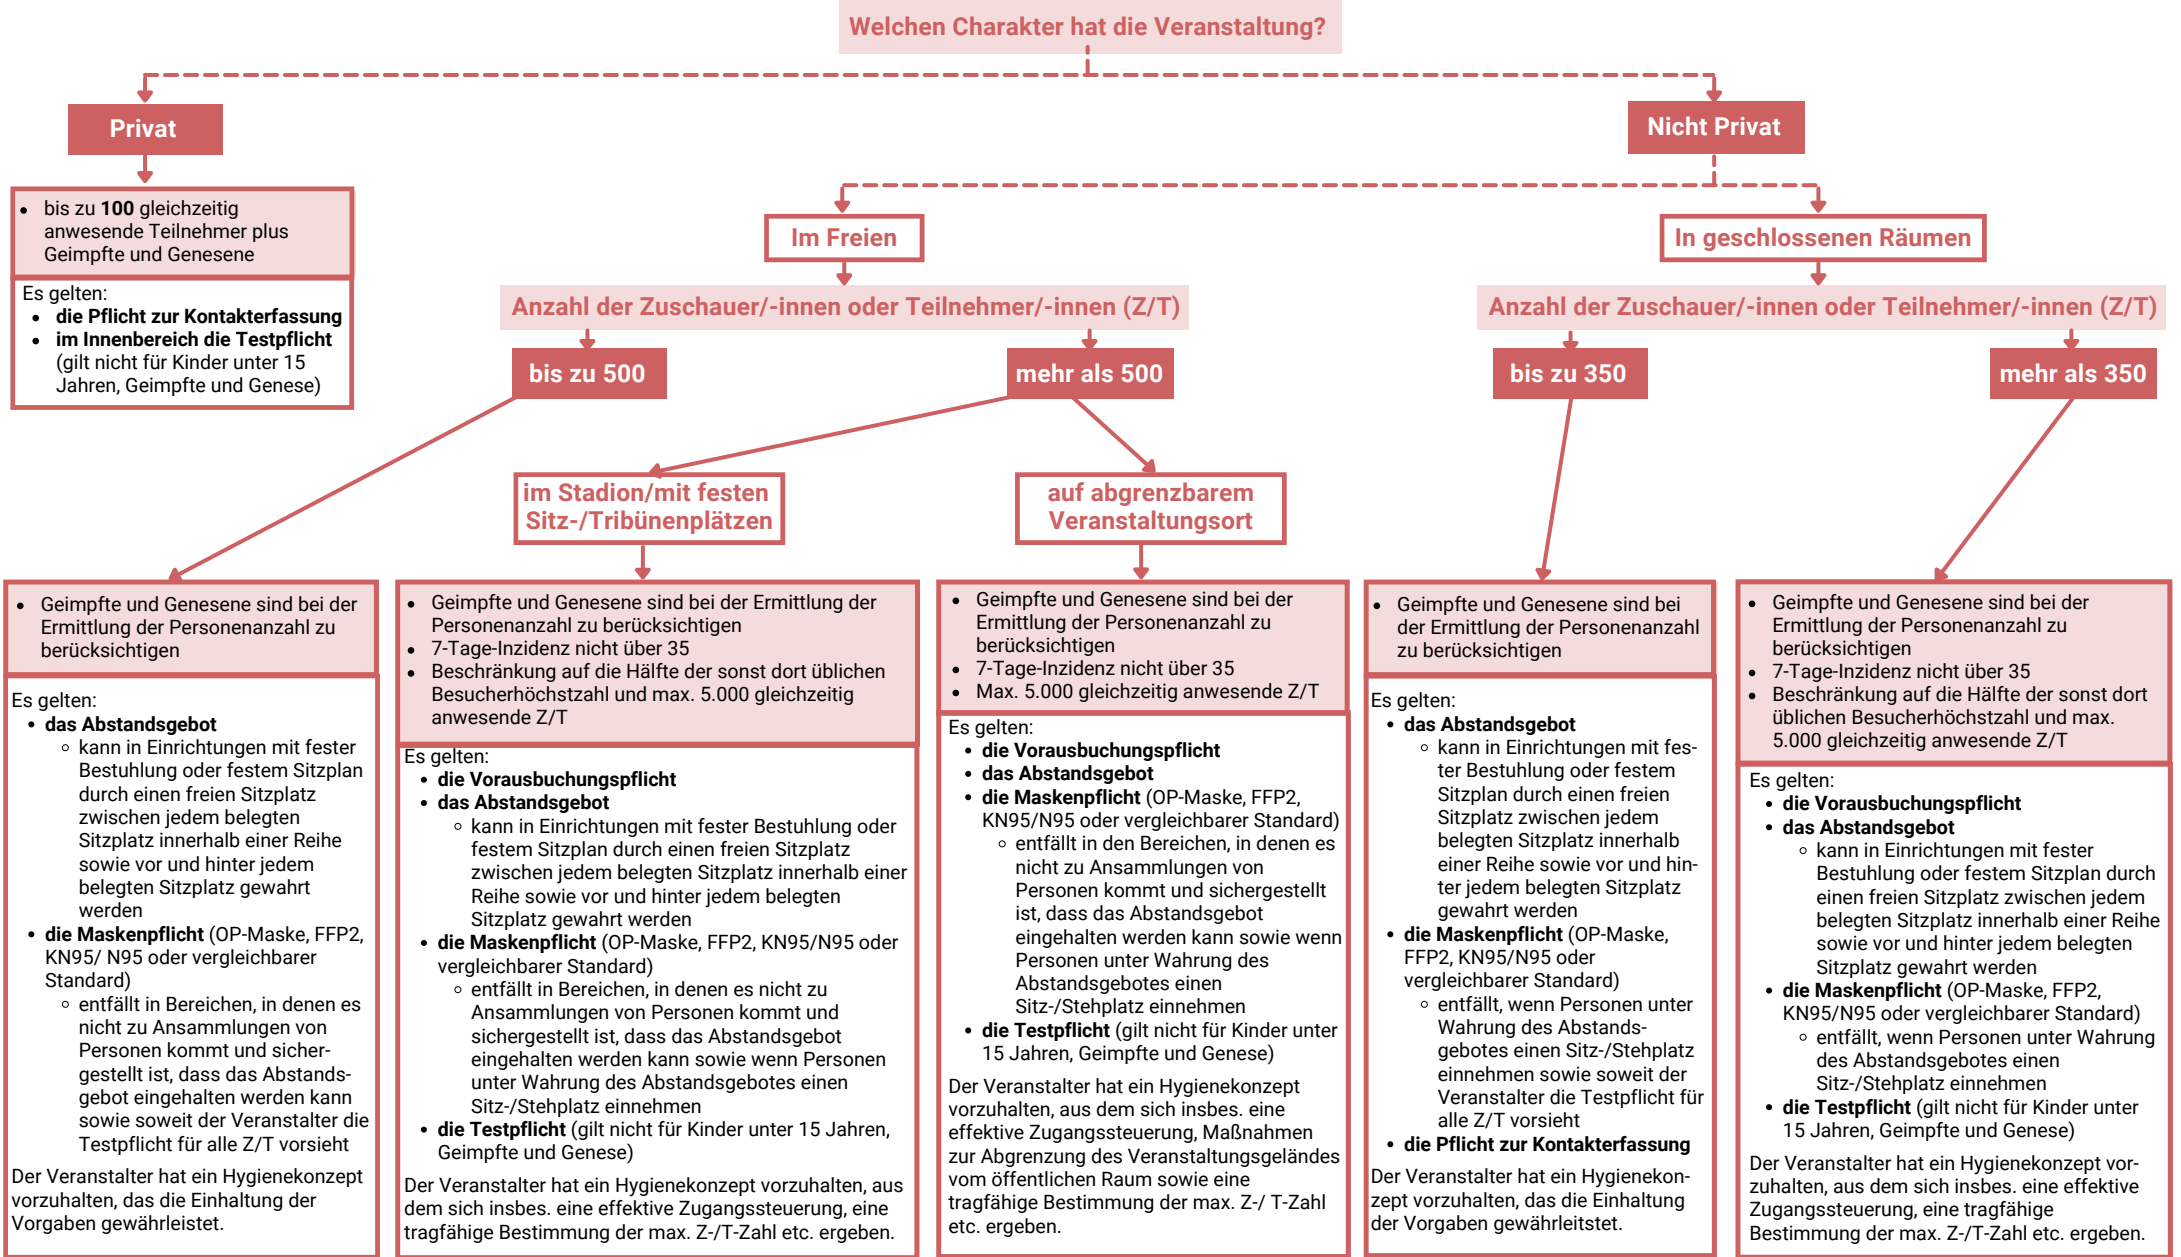 Welchen Charakter hat die Veranstaltung?
Privat
Nicht Privat
• bis zu 100 gleichzeitig
anwesende Teilnehmer plus
Geimpfte und Genesene
Es gelten:
• die Pflicht zur Kontakterfassung
• im Innenbereich die Testpflicht
(gilt nicht für Kinder unter 15
Jahren, Geimpfte und Genese)
Im Freien
In geschlossenen Räumen
Anzahl der Zuschauer/-innen oder Teilnehmer/-innen (Z/T)
Anzahl der Zuschauer/-innen oder Teilnehmer/-innen (Z/T)
bis zu 500
mehr als 500
bis zu 350
mehr als 350
im Stadion/mit festen
Sitz-/Tribünenplätzen
auf abgrenzbarem
Veranstaltungsort
• Geimpfte und Genesene sind bei der
Ermittlung der Personenanzahl zu
berücksichtigen
Es gelten:
• das Abstandsgebot
◦ kann in Einrichtungen mit fester
Bestuhlung oder festem Sitzplan
durch einen freien Sitzplatz
zwischen jedem belegten
Sitzplatz innerhalb einer Reihe
sowie vor und hinter jedem
belegten Sitzplatz gewahrt
werden
• die Maskenpflicht (OP-Maske, FFP2,
KN95/ N95 oder vergleichbarer
Standard)
◦ entfällt in Bereichen, in denen es
nicht zu Ansammlungen von
Personen kommt und sicher-
gestellt ist, dass das Abstands-
gebot eingehalten werden kann
sowie soweit der Veranstalter die
Testpflicht für alle Z/T vorsieht
Der Veranstalter hat ein Hygienekonzept
vorzuhalten, das die Einhaltung der
Vorgaben gewährleistet.
• Geimpfte und Genesene sind bei der Ermittlung der
Personenanzahl zu berücksichtigen
• 7-Tage-Inzidenz nicht über 35
• Beschränkung auf die Hälfte der sonst dort üblichen
Besucherhöchstzahl und max. 5.000 gleichzeitig
anwesende Z/T
Es gelten:
• die Vorausbuchungspflicht
• das Abstandsgebot
◦ kann in Einrichtungen mit fester Bestuhlung oder
festem Sitzplan durch einen freien Sitzplatz
zwischen jedem belegten Sitzplatz innerhalb einer
Reihe sowie vor und hinter jedem belegten
Sitzplatz gewahrt werden
• die Maskenpflicht (OP-Maske, FFP2, KN95/N95 oder
vergleichbarer Standard)
◦ entfällt in Bereichen, in denen es nicht zu
Ansammlungen von Personen kommt und
sichergestellt ist, dass das Abstandsgebot
eingehalten werden kann sowie wenn Personen
unter Wahrung des Abstandsgebotes einen
Sitz-/Stehplatz einnehmen
• die Testpflicht (gilt nicht für Kinder unter 15 Jahren,
Geimpfte und Genese)
Der Veranstalter hat ein Hygienekonzept vorzuhalten, aus
dem sich insbes. eine effektive Zugangssteuerung, eine
tragfähige Bestimmung der max. Z-/T-Zahl etc. ergeben.
• Geimpfte und Genesene sind bei der
Ermittlung der Personenanzahl zu
berücksichtigen
• 7-Tage-Inzidenz nicht über 35
• Max. 5.000 gleichzeitig anwesende Z/T
Es gelten:
• die Vorausbuchungspflicht
• das Abstandsgebot
• die Maskenpflicht (OP-Maske, FFP2,
KN95/N95 oder vergleichbarer Standard)
◦ entfällt in den Bereichen, in denen es
nicht zu Ansammlungen von
Personen kommt und sichergestellt
ist, dass das Abstandsgebot
eingehalten werden kann sowie wenn
Personen unter Wahrung des
Abstandsgebotes einen
Sitz-/Stehplatz einnehmen
• die Testpflicht (gilt nicht für Kinder unter
15 Jahren, Geimpfte und Genese)
Der Veranstalter hat ein Hygienekonzept
vorzuhalten, aus dem sich insbes. eine
effektive Zugangssteuerung, Maßnahmen
zur Abgrenzung des Veranstaltungsgeländes
vom öffentlichen Raum sowie eine
tragfähige Bestimmung der max. Z-/ T-Zahl
etc. ergeben.
• Geimpfte und Genesene sind bei
der Ermittlung der Personenanzahl
zu berücksichtigen
Es gelten:
• das Abstandsgebot
◦ kann in Einrichtungen mit fes-
ter Bestuhlung oder festem
Sitzplan durch einen freien
Sitzplatz zwischen jedem
belegten Sitzplatz innerhalb
einer Reihe sowie vor und hin-
ter jedem belegten Sitzplatz
gewahrt werden
• die Maskenpflicht (OP-Maske,
FFP2, KN95/N95 oder
vergleichbarer Standard)
◦ entfällt, wenn Personen unter
Wahrung des Abstands-
gebotes einen Sitz-/Stehplatz
einnehmen sowie soweit der
Veranstalter die Testpflicht für
alle Z/T vorsieht
• die Pflicht zur Kontakterfassung
Der Veranstalter hat ein Hygienekon-
zept vorzuhalten, das die Einhaltung
der Vorgaben gewährleitstet.
• Geimpfte und Genesene sind bei der
Ermittlung der Personenanzahl zu
berücksichtigen
• 7-Tage-Inzidenz nicht über 35
• Beschränkung auf die Hälfte der sonst dort
üblichen Besucherhöchstzahl und max.
5.000 gleichzeitig anwesende Z/T
Es gelten:
• die Vorausbuchungspflicht
• das Abstandsgebot
◦ kann in Einrichtungen mit fester
Bestuhlung oder festem Sitzplan durch
einen freien Sitzplatz zwischen jedem
belegten Sitzplatz innerhalb einer Reihe
sowie vor und hinter jedem belegten
Sitzplatz gewahrt werden
• die Maskenpflicht (OP-Maske, FFP2,
KN95/N95 oder vergleichbarer Standard)
◦ entfällt, wenn Personen unter Wahrung
des Abstandsgebotes einen
Sitz-/Stehplatz einnehmen
• die Testpflicht (gilt nicht für Kinder unter
15 Jahren, Geimpfte und Genese)
Der Veranstalter hat ein Hygienekonzept vor-
zuhalten, aus dem sich insbes. eine effektive
Zugangssteuerung, eine tragfähige
Bestimmung der max. Z-/T-Zahl etc. ergeben.